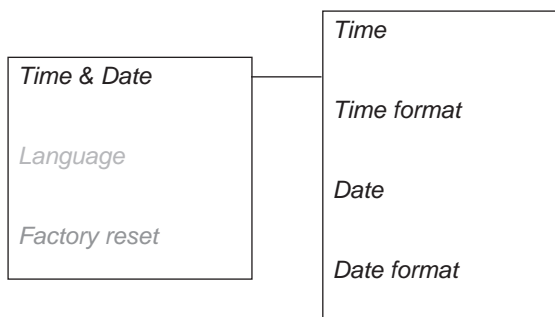 Time & Date
Language
Factory reset
Time
Time format
Date
Date format